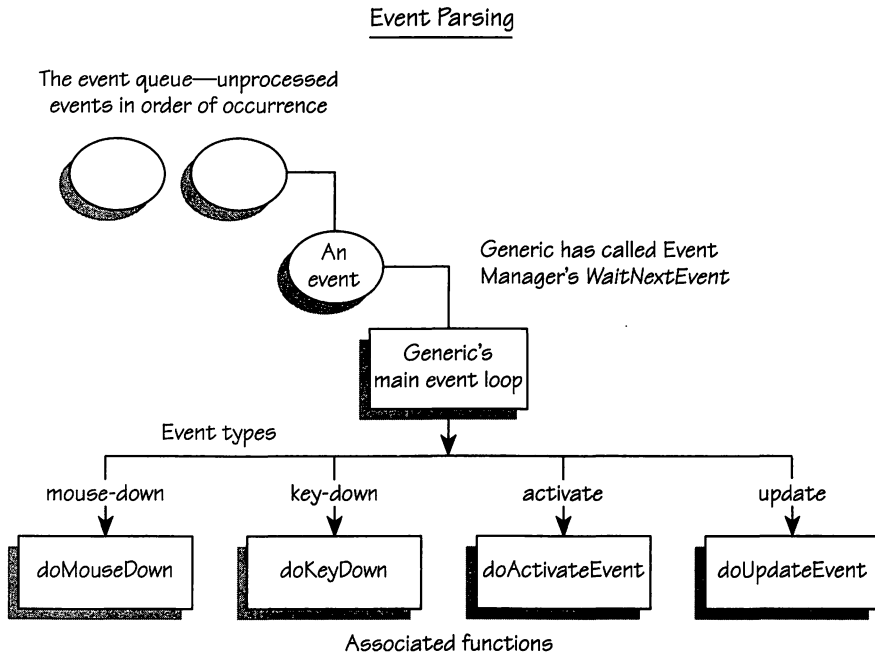 Event Parsing
The event queue—unprocessed
events in order of occurrence
An
event
Generic has called Event
Manager's WaitNextEvent
Generic's
main event loop
Event types
mouse-down
key-down
activate
update
doMouseDown
doKeyDown
doActivateEvent
doUpdateEvent
Associated functions